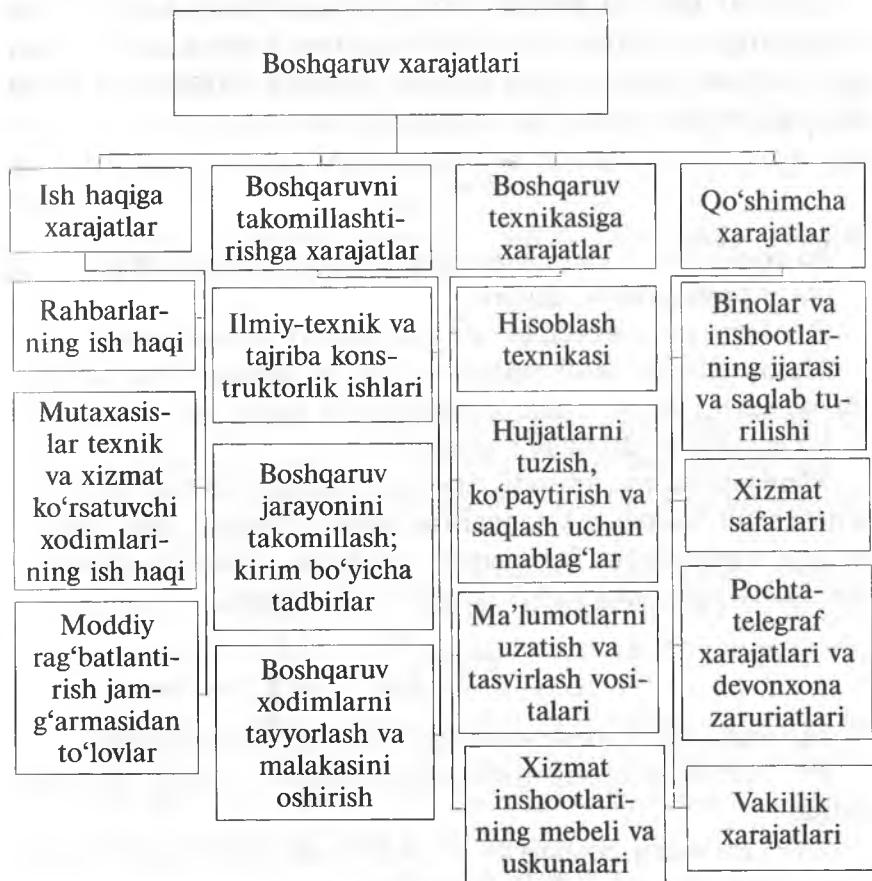 Boshqaruv xarajatlari
Ish haqiga
xarajatlar
Boshqaruvni
takomillashti-
rishga xarajatlar
Boshqaruv
texnikasiga
xarajatlar
Qo‘shimcha
xarajatlar
Rahbarlar-
ning ish haqi
Mutaxasis-
lar texnik
va xizmat
ko‘rsatuvchi
xodimlari-
ning ish haqi
Moddiy
rag‘batlanti-
rish jam-
g‘armasidan
to‘lovlar
Ilmiy-texnik va
tajriba kons-
truktorlik ishlari
Boshqaruv
jarayonini
takomillash;
kirim bo‘yicha
tadbirlar
Boshqaruv
xodimlarni
tayyorlash va
malakasini
oshirish
Hisoblash
texnikasi
Hujjatlarni
tuzish,
ko‘paytirish va
saqlash uchun
mablag‘lar
Ma’lumotlarni
uzatish va
tasvirlash vosi-
talari
Xizmat
inshootlari-
ning mebeli va
uskunalari
Binolar va
inshootlar-
ning ijarasi
va saqlab tu-
rilishi
Xizmat
safarlari
Pochta-
telegraf
xarajatlari va
devonxona
zaruriatlari
Vakillik
xarajatlari